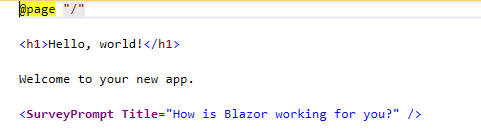 @page "/"
<h1>Hello, world!</h1>
Welcome to your new app.
<SurveyPrompt Title="How is Blazor working for you?" />